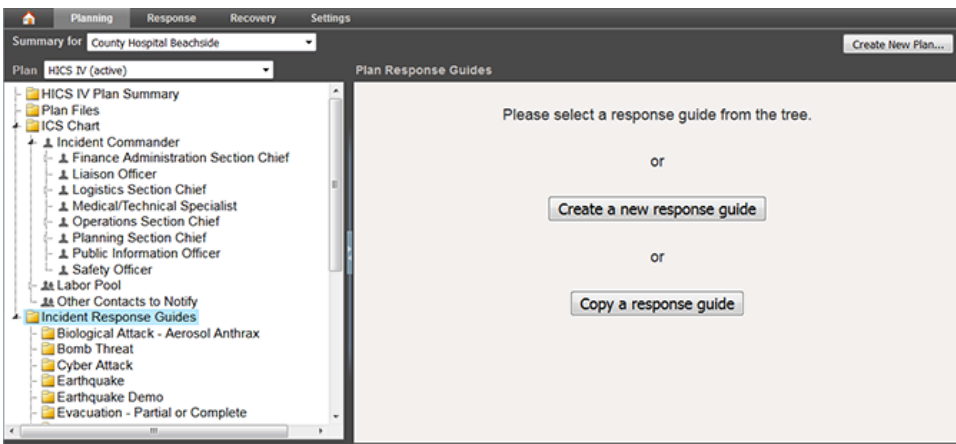 Planning Response Recovery Settings
Summary for County Hospital Beachside Create New Plan...
Plan HICS IV (active) Plan Response Guides
HICS IV Plan Summary
Plan Files
ICS Chart
Incident Commander
Finance Administration Section Chief
Liaison Officer
Logistics Section Chief
Medical/Technical Specialist
Operations Section Chief
Planning Section Chief
Public Information Officer
Safety Officer
Labor Pool
Other Contacts to Notify
Incident Response Guides
Biological Attack - Aerosol Anthrax
Bomb Threat
Cyber Attack
Earthquake
Earthquake Demo
Evacuation - Partial or Complete
Please select a response guide from the tree.
or
Create a new response guide
or
Copy a response guide